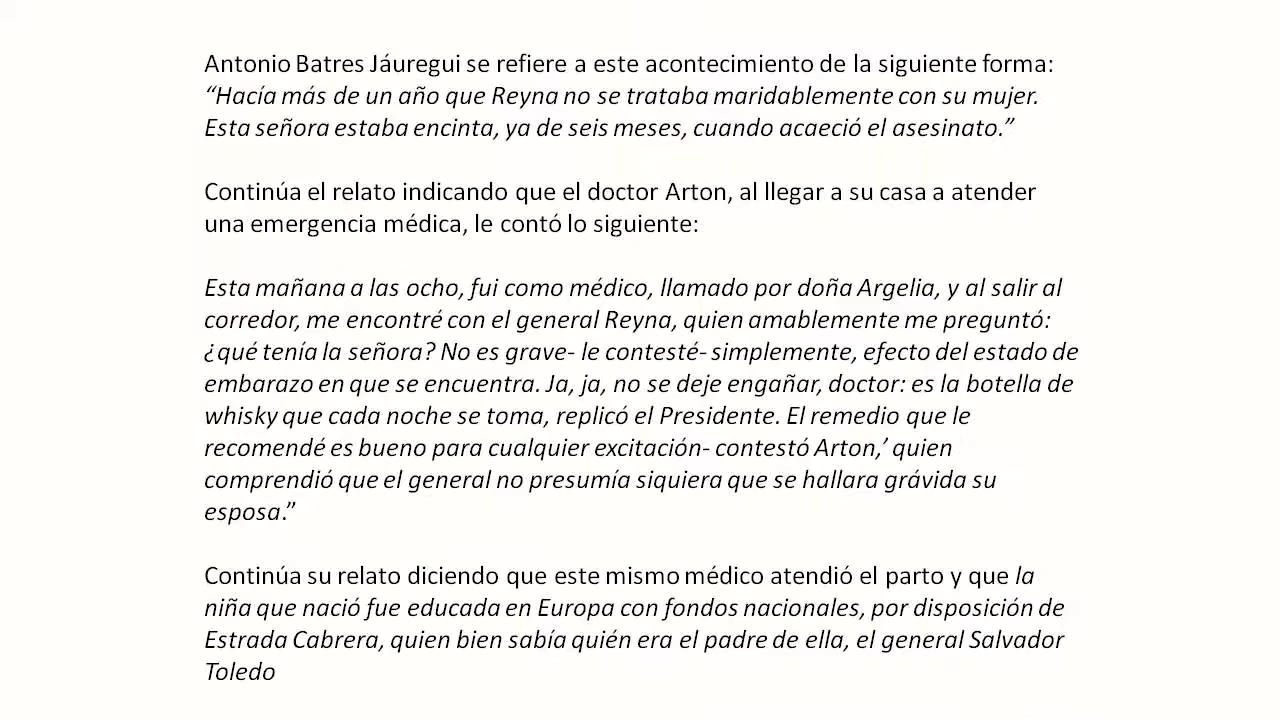 Antonio Batres Jáuregui se refiere a este acontecimiento de la siguiente forma:
“Hacía más de un año que Reyna no se trataba maridablemente con su mujer.
Esta señora estaba encinta, ya de seis meses, cuando acaeció el asesinato.”
Continúa el relato indicando que el doctor Arton, al llegar a su casa a atender
una emergencia médica, le contó lo siguiente:
Esta mañana a las ocho, fui como médico, llamado por doña Argelia, y al salir al
corredor, me encontré con el general Reyna, quien amablemente me preguntó:
¿qué tenía la señora? No es grave- le contesté- simplemente, efecto del estado de
embarazo en que se encuentra. Ja, ja, no se deje engañar, doctor: es la botella de
whisky que cada noche se toma, replicó el Presidente. El remedio que le
recomendé es bueno para cualquier excitación- contestó Arton,’ quien
comprendió que el general no presumía siquiera que se hallara grávida su
esposa.”
Continúa su relato diciendo que este mismo médico atendió el parto y que la
niña que nació fue educada en Europa con fondos nacionales, por disposición de
Estrada Cabrera, quien bien sabía quién era el padre de ella, el general Salvador
Toledo